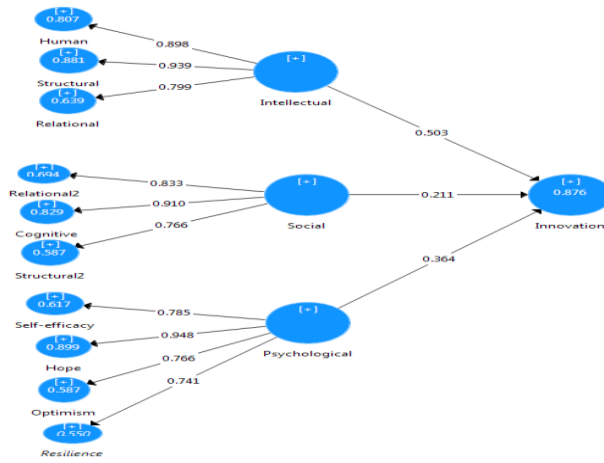 [+]
0.807
Human
[+]
0.881
Structural
[+]
0.639
Relational
0.898
0.939
0.799
[+]
Intellectual
0.503
[+]
0.694
Relational2
[+]
0.829
Cognitive
[+]
0.587
Structural2
0.833
0.910
0.766
[+]
Social
0.211
[+]
0.876
Innovation
[+]
0.617
Self-efficacy
[+]
0.899
Hope
[+]
0.587
Optimism
[+]
0.550
Resilience
0.785
0.948
0.766
0.741
[+]
Psychological
0.364